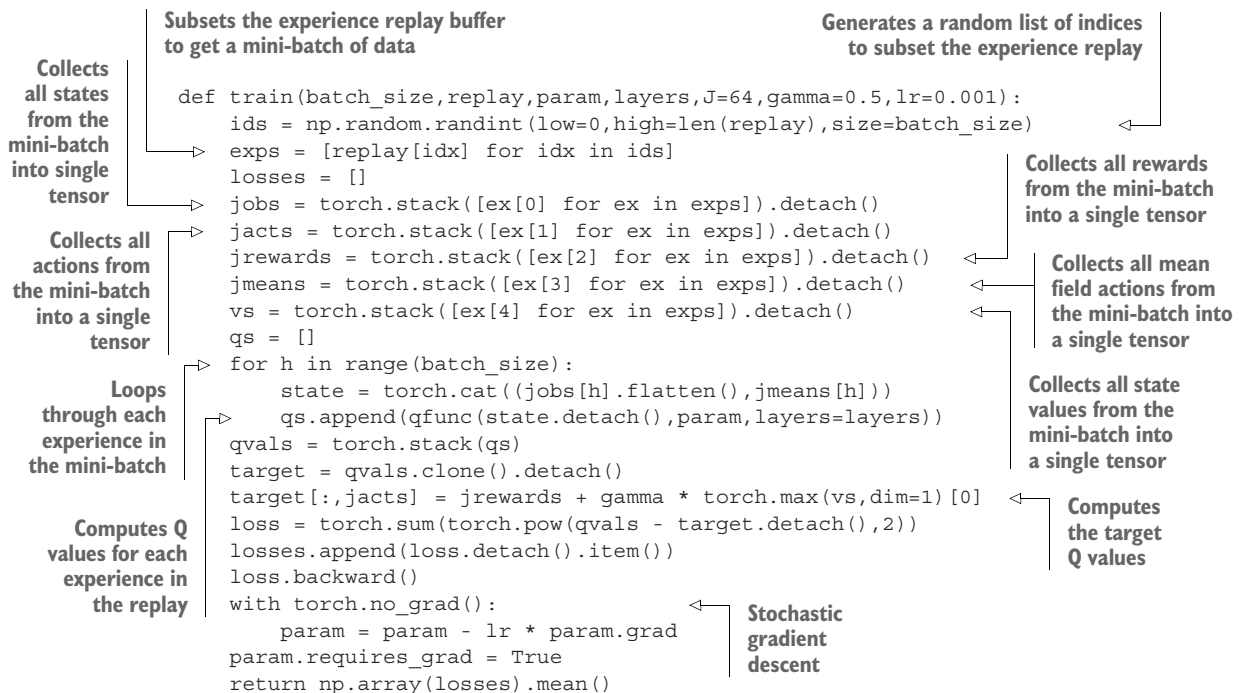 Subsets the experience replay buffer
to get a mini-batch of data
Generates a random list of indices
to subset the experience replay
Collects
all states
from the
mini-batch
into single
tensor
def train(batch_size,replay,param,layers,J=64,gamma=0.5,lr=0.001):
    ids = np.random.randint(low=0,high=len(replay),size=batch_size)
    exps = [replay[idx] for idx in ids]
    losses = []
    jobs = torch.stack([ex[0] for ex in exps]).detach()
    jacts = torch.stack([ex[1] for ex in exps]).detach()
    jrewards = torch.stack([ex[2] for ex in exps]).detach()
    jmeans = torch.stack([ex[3] for ex in exps]).detach()
    vs = torch.stack([ex[4] for ex in exps]).detach()
    qs = []
    for h in range(batch_size):
        state = torch.cat((jobs[h].flatten(),jmeans[h]))
        qs.append(qfunc(state.detach(),param,layers=layers))
    qvals = torch.stack(qs)
    target = qvals.clone().detach()
    target[:,jacts] = jrewards + gamma * torch.max(vs,dim=1)[0]
    loss = torch.sum(torch.pow(qvals - target.detach(),2))
    losses.append(loss.detach().item())
    loss.backward()
    with torch.no_grad():
        param = param - lr * param.grad
    param.requires_grad = True
    return np.array(losses).mean()
Collects all rewards
from the mini-batch
into a single tensor
Collects all
actions from
the mini-batch
into a single
tensor
Collects all mean
field actions from
the mini-batch into
a single tensor
Loops
through each
experience in
the mini-batch
Collects all state
values from the
mini-batch into
a single tensor
Computes Q
values for each
experience in
the replay
Computes
the target
Q values
Stochastic
gradient
descent